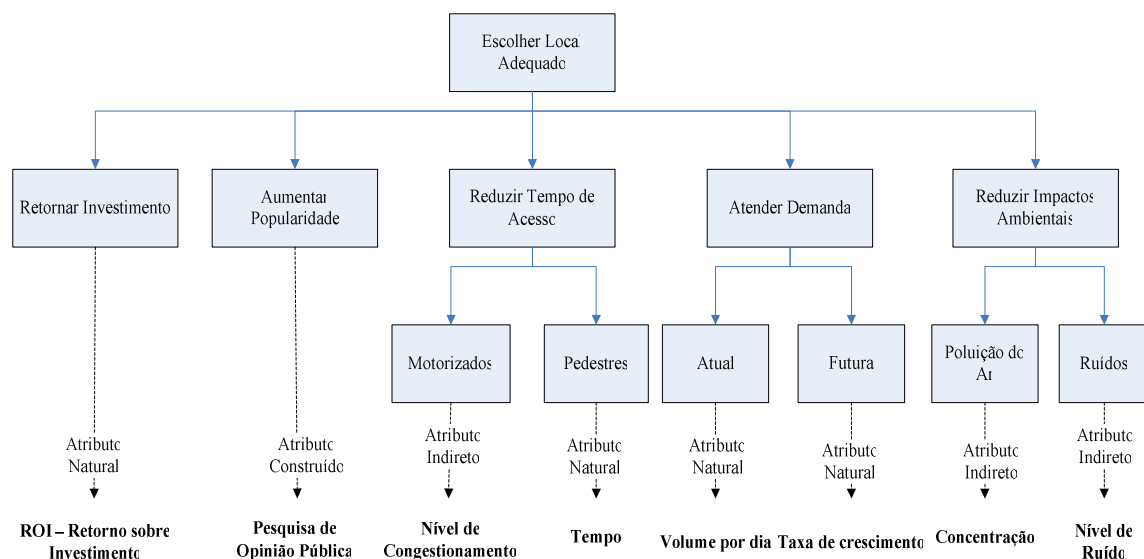 Escolher Local
Adequado
Retornar Investimento
Aumentar
Popularidade
Reduzir Tempo de
Acesso
Atender Demanda
Reduzir Impactos
Ambientais
Motorizados
Pedestres
Atual
Futura
Poluição do
Ar
Ruídos
Atributo
Natural
Atributo
Construído
Atributo
Indireto
Atributo
Natural
Atributo
Natural
Atributo
Natural
Atributo
Indireto
Atributo
Indireto
ROI – Retorno sobre
Investimento
Pesquisa de
Opinião Pública
Nível de
Congestionamento
Tempo
Volume por dia
Taxa de crescimento
Concentração
Nível de
Ruído